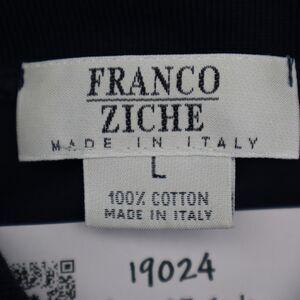 FRANCO
ZICHE
MADE IN ITALY
L
100% COTTON
MADE IN ITALY
19024